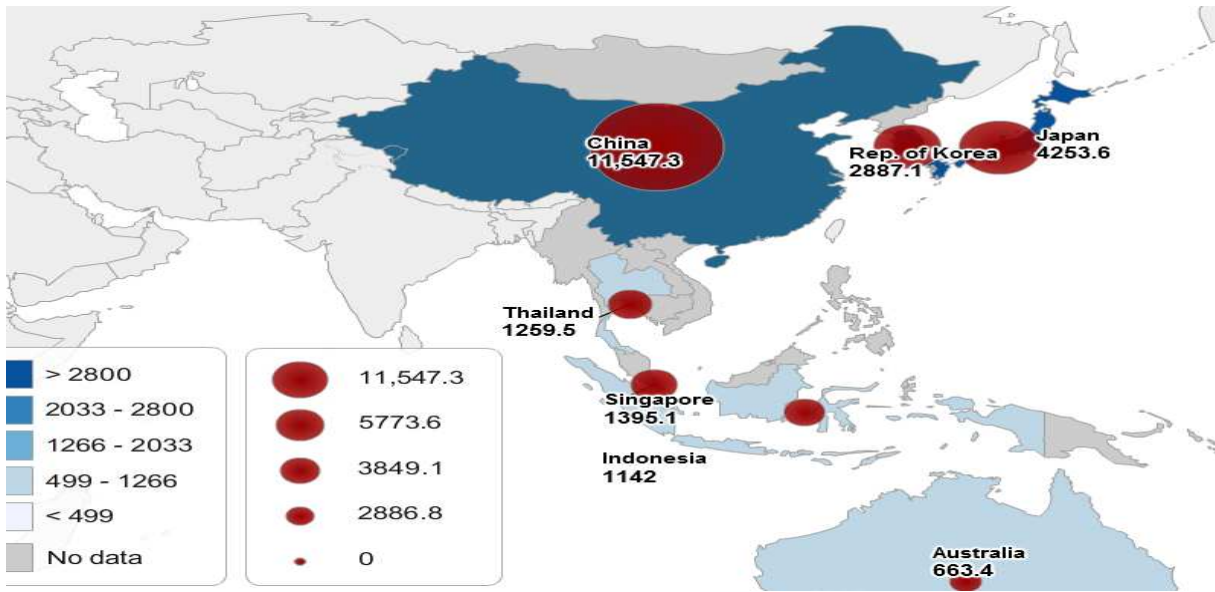 China
11,547.3
Rep. of Korea
2887.1
Japan
4253.6
Thailand
1259.5
Singapore
1395.1
Indonesia
1142
Australia
663.4
> 2800
2033 - 2800
1266 - 2033
499 - 1266
< 499
No data
11,547.3
5773.6
3849.1
2886.8
0